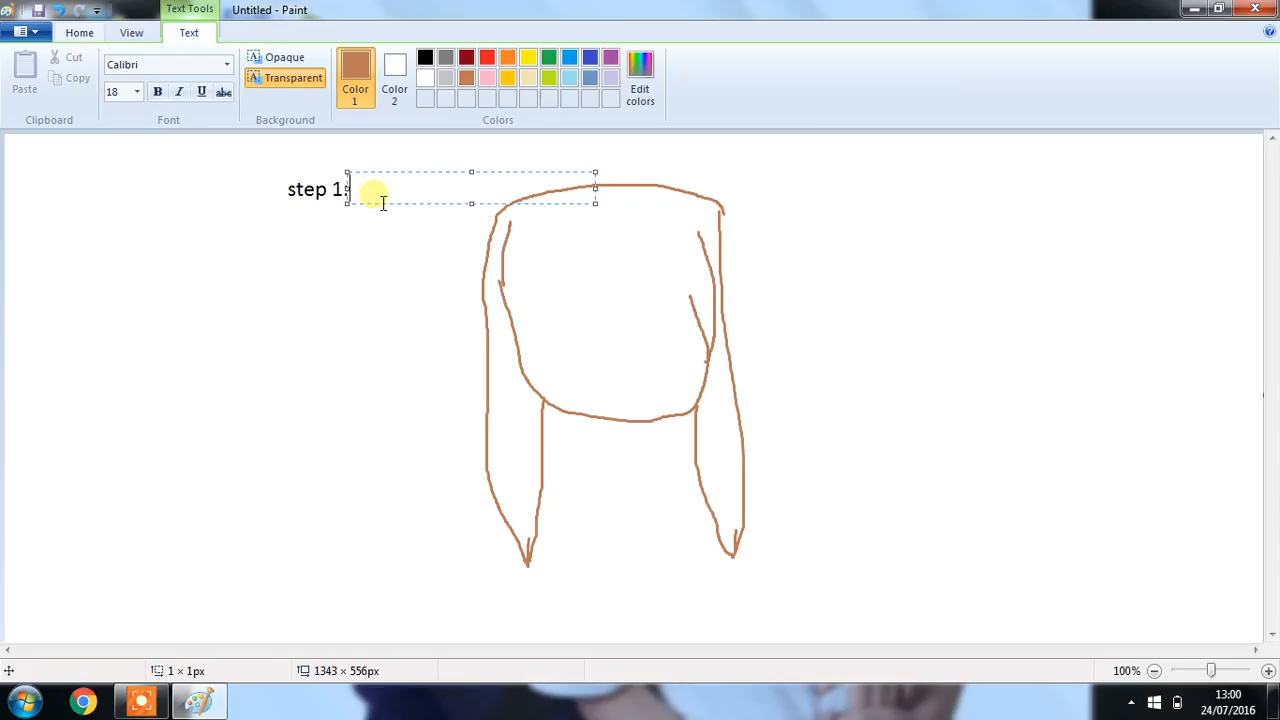 Text Tools
Untitled - Paint
Home
View
Text
Paste
Cut
Copy
Clipboard
Calibri
18
B I U abc
Font
A Opaque
A Transparent
Background
Color 1
Color 2
Edit colors
Colors
step 1:
1 × 1px
1343 × 556px
100%
13:00
24/07/2016